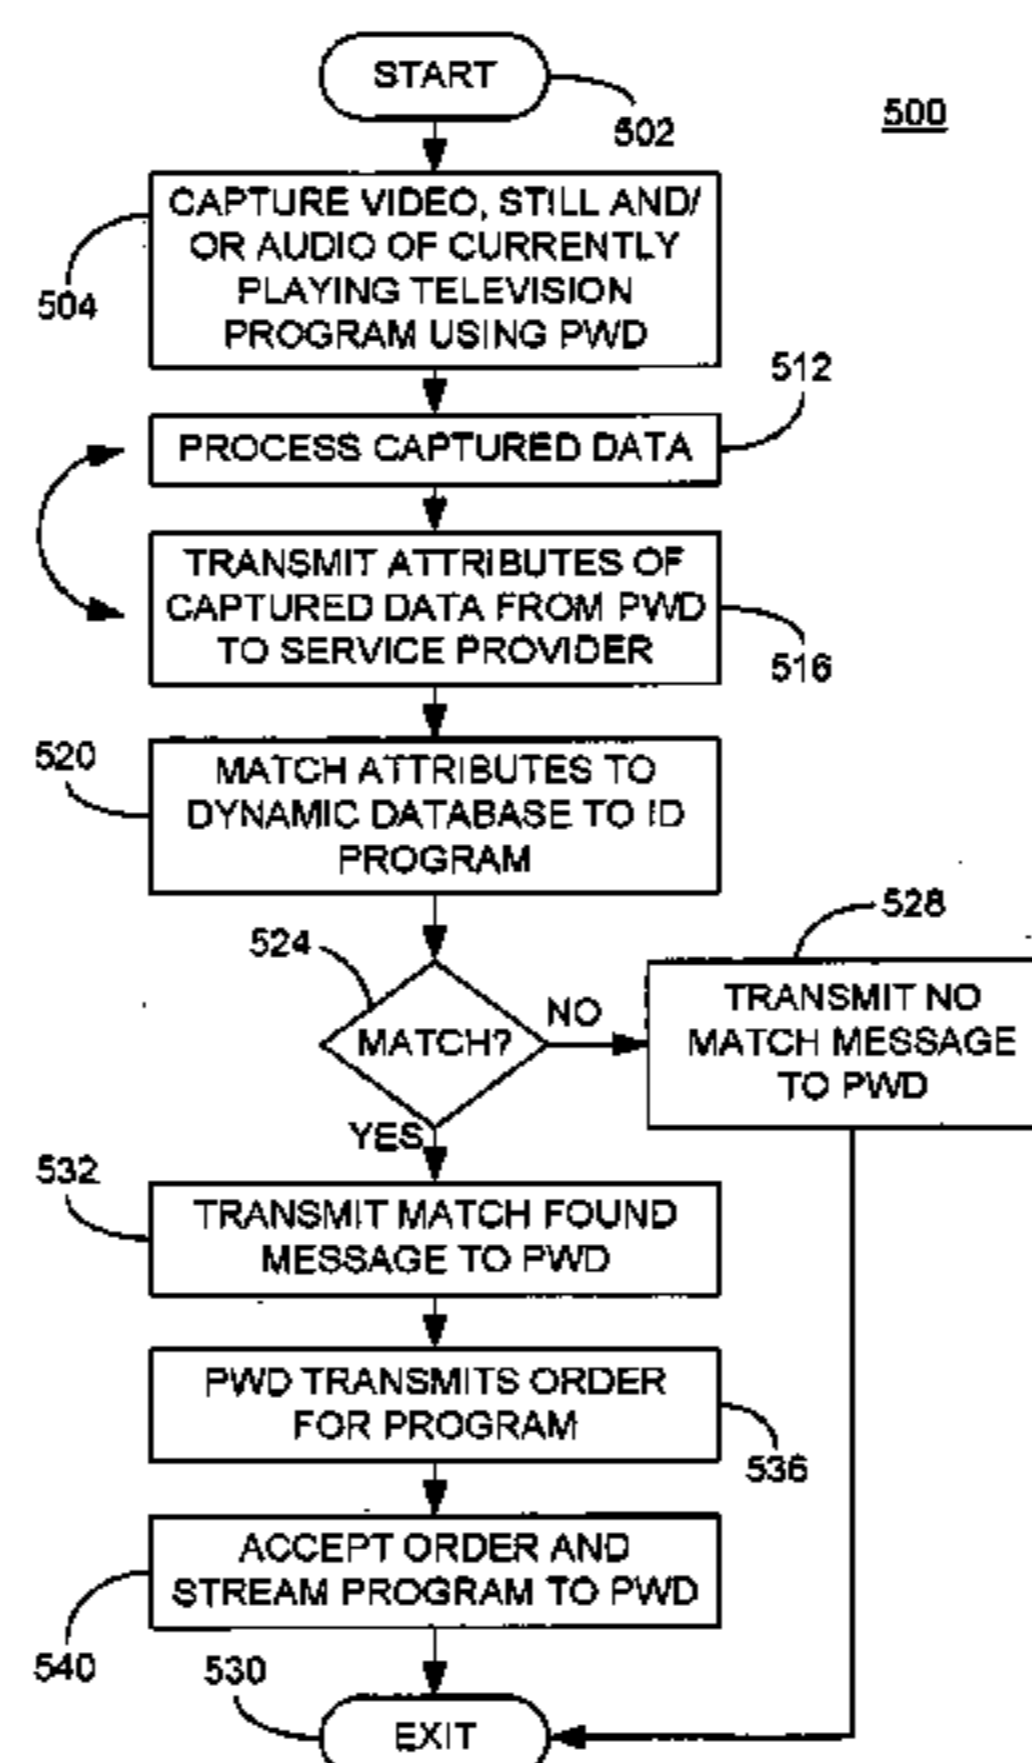 START
502
500
CAPTURE VIDEO, STILL AND/
OR AUDIO OF CURRENTLY
PLAYING TELEVISION
PROGRAM USING PWD
504
512
PROCESS CAPTURED DATA
TRANSMIT ATTRIBUTES OF
CAPTURED DATA FROM PWD
TO SERVICE PROVIDER
516
520
MATCH ATTRIBUTES TO
DYNAMIC DATABASE TO ID
PROGRAM
528
524
MATCH?
NO
TRANSMIT NO
MATCH MESSAGE
TO PWD
YES
532
TRANSMIT MATCH FOUND
MESSAGE TO PWD
PWD TRANSMITS ORDER
FOR PROGRAM
536
ACCEPT ORDER AND
STREAM PROGRAM TO PWD
540
530
EXIT